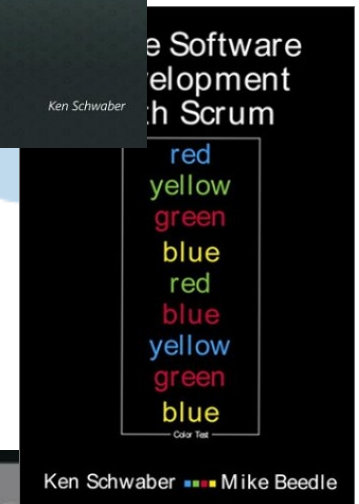 Ken Schwaber
e Software
elopment
th Scrum
red
yellow
green
blue
red
blue
yellow
green
blue
Color Test
Ken Schwaber Mike Beedle